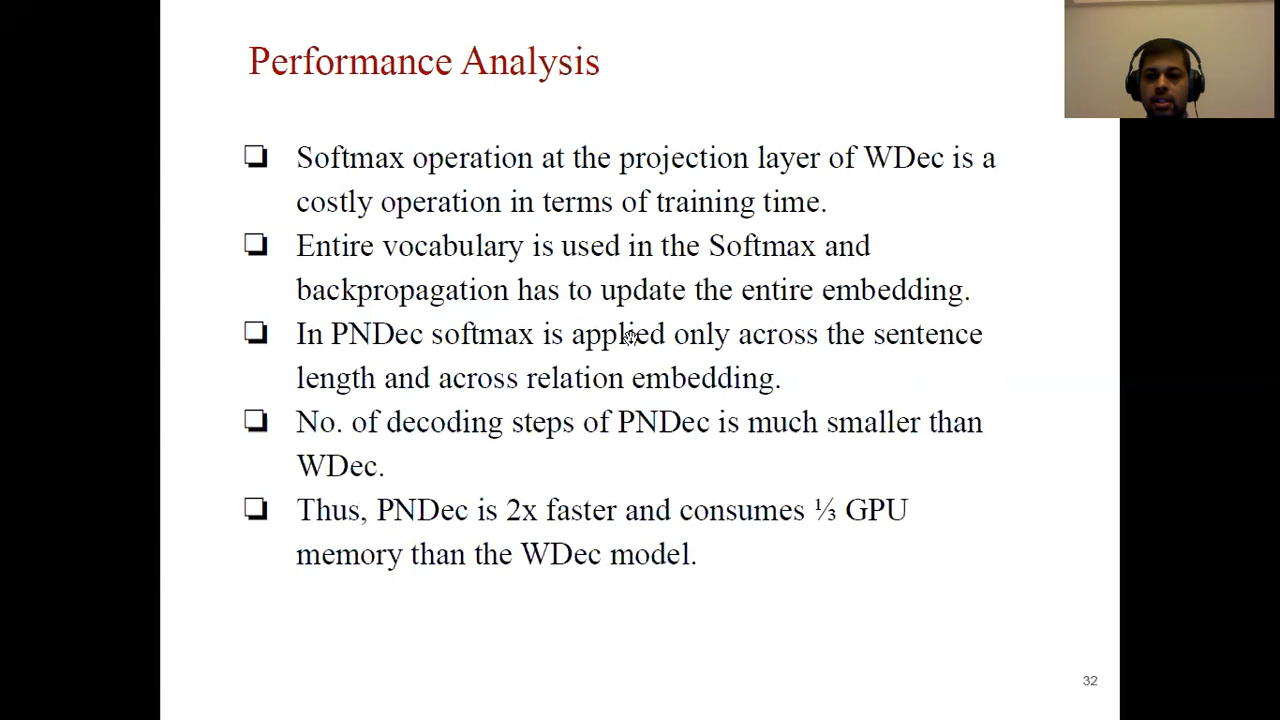 Performance Analysis
Softmax operation at the projection layer of WDec is a
costly operation in terms of training time.
Entire vocabulary is used in the Softmax and
backpropagation has to update the entire embedding.
In PNDec softmax is applied only across the sentence
length and across relation embedding.
No. of decoding steps of PNDec is much smaller than
WDec.
Thus, PNDec is 2x faster and consumes ⅓ GPU
memory than the WDec model.
32